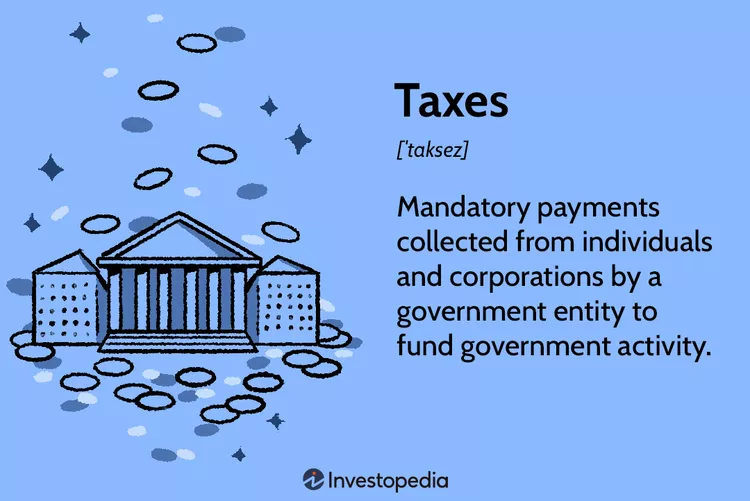 Taxes
['taksez]
Mandatory payments
collected from individuals
and corporations by a
government entity to
fund government activity.
Investopedia